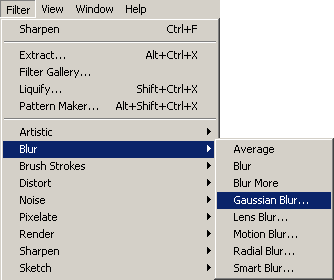 Filter View Window Help
Sharpen Ctrl+F
Extract... Alt+Ctrl+X
Filter Gallery...
Liquify... Shift+Ctrl+X
Pattern Maker... Alt+Shift+Ctrl+X
Artistic
Blur
Brush Strokes
Distort
Noise
Pixelate
Render
Sharpen
Sketch
Average
Blur
Blur More
Gaussian Blur...
Lens Blur...
Motion Blur...
Radial Blur...
Smart Blur...